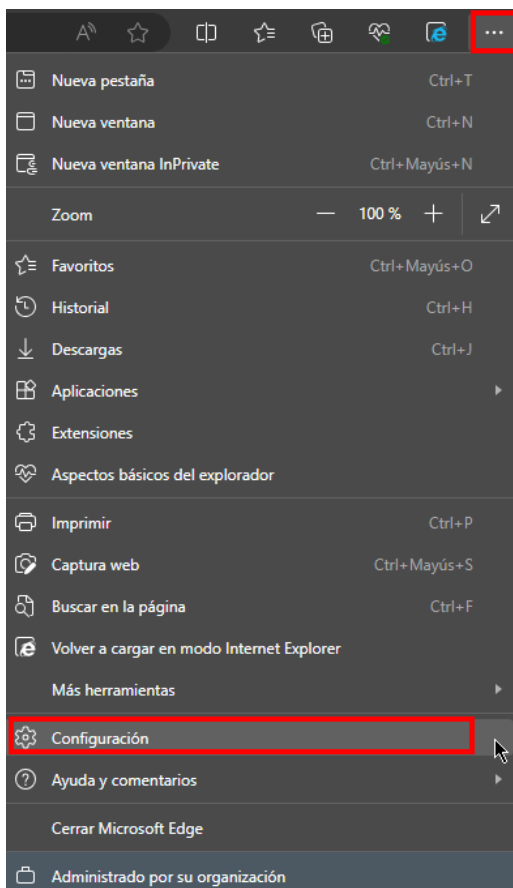 Nueva pestaña Ctrl+T
Nueva ventana Ctrl+N
Nueva ventana InPrivate Ctrl+Mayús+N
Zoom — 100 % +
Favoritos Ctrl+Mayús+O
Historial Ctrl+H
Descargas Ctrl+J
Aplicaciones
Extensiones
Aspectos básicos del explorador
Imprimir Ctrl+P
Captura web Ctrl+Mayús+S
Buscar en la página Ctrl+F
Volver a cargar en modo Internet Explorer
Más herramientas
Configuración
Ayuda y comentarios
Cerrar Microsoft Edge
Administrado por su organización